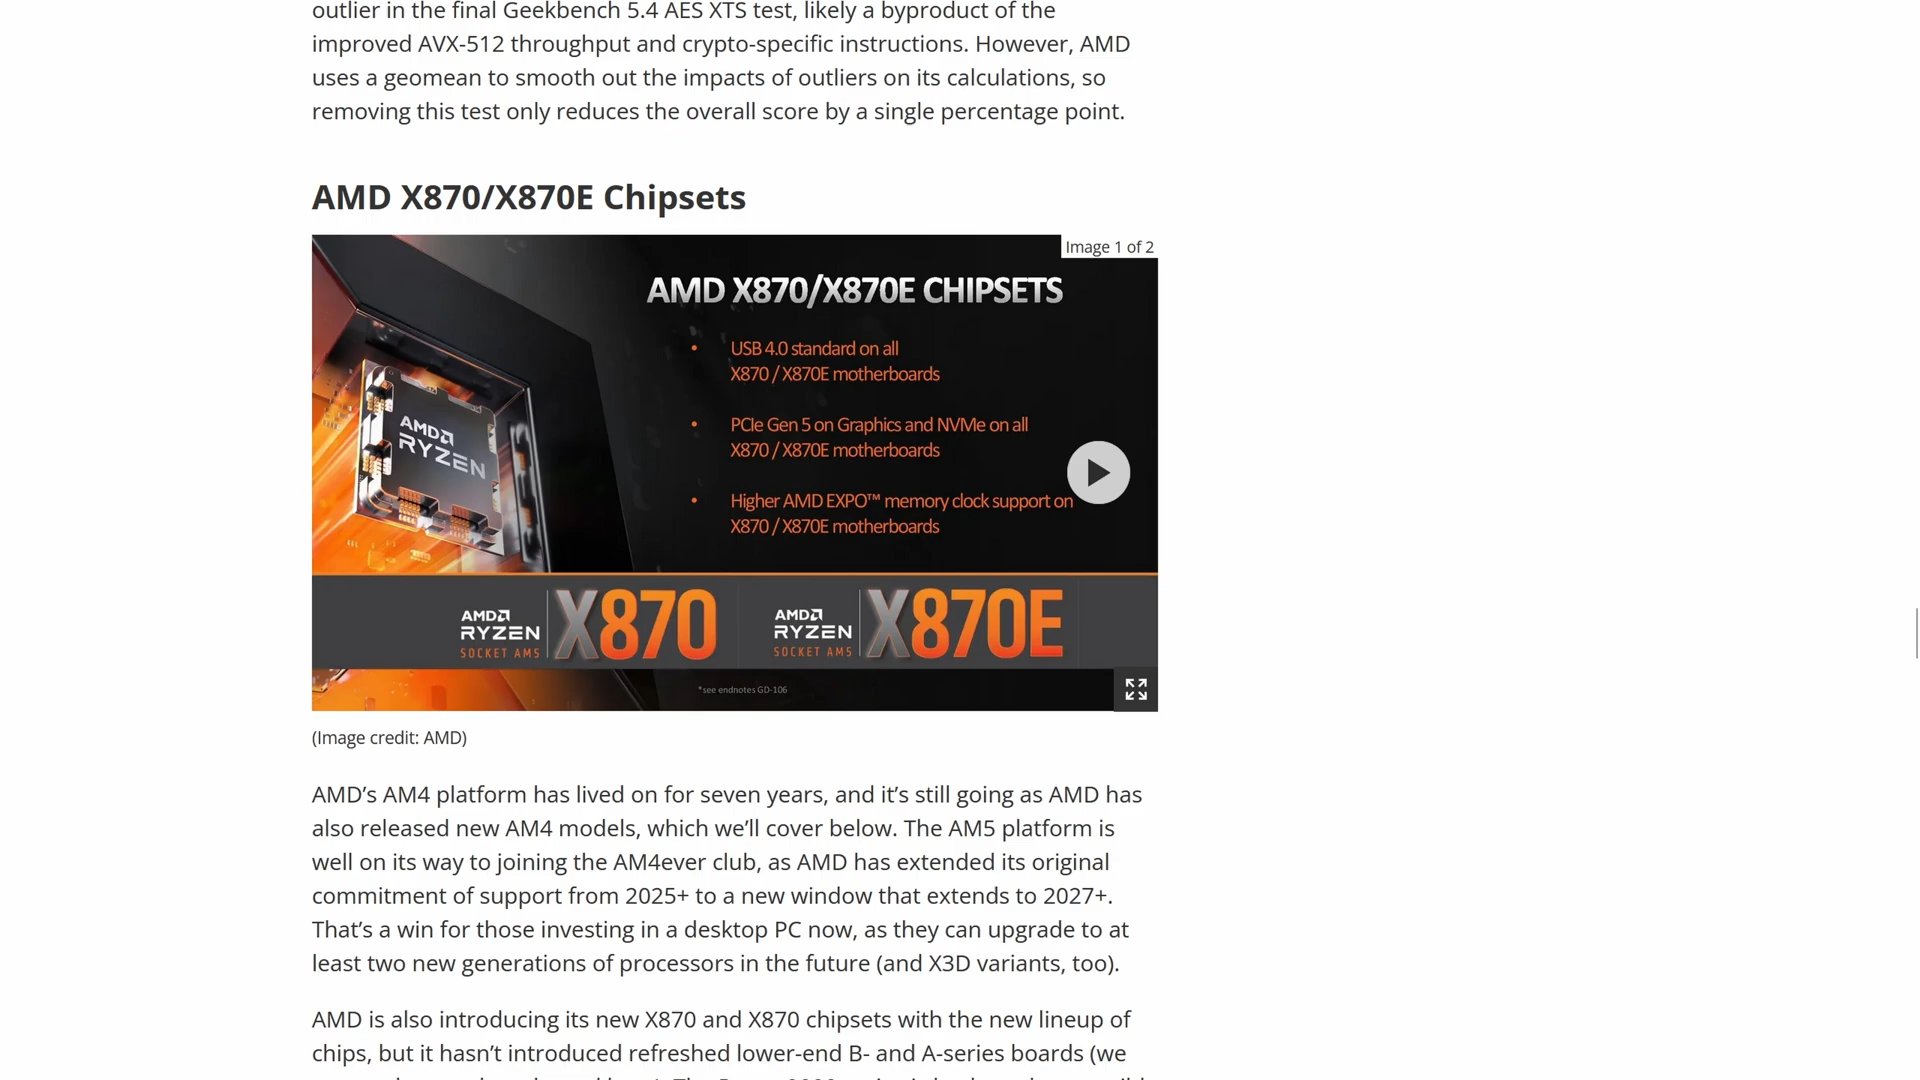 outlier in the final Geekbench 5.4 AES XTS test, likely a byproduct of the
improved AVX-512 throughput and crypto-specific instructions. However, AMD
uses a geomean to smooth out the impacts of outliers on its calculations, so
removing this test only reduces the overall score by a single percentage point.
AMD X870/X870E Chipsets
Image 1 of 2
AMD X870/X870E CHIPSETS
• USB 4.0 standard on all
X870 / X870E motherboards
• PCIe Gen 5 on Graphics and NVMe on all
X870 / X870E motherboards
• Higher AMD EXPO™ memory clock support on
X870 / X870E motherboards
AMD
RYZEN
AMD
RYZEN
SOCKET AM5
X870
AMD
RYZEN
SOCKET AM5
X870E
*see endnotes GD-106
(Image credit: AMD)
AMD’s AM4 platform has lived on for seven years, and it’s still going as AMD has
also released new AM4 models, which we’ll cover below. The AM5 platform is
well on its way to joining the AM4ever club, as AMD has extended its original
commitment of support from 2025+ to a new window that extends to 2027+.
That’s a win for those investing in a desktop PC now, as they can upgrade to at
least two new generations of processors in the future (and X3D variants, too).
AMD is also introducing its new X870 and X870 chipsets with the new lineup of
chips, but it hasn’t introduced refreshed lower-end B- and A-series boards (we